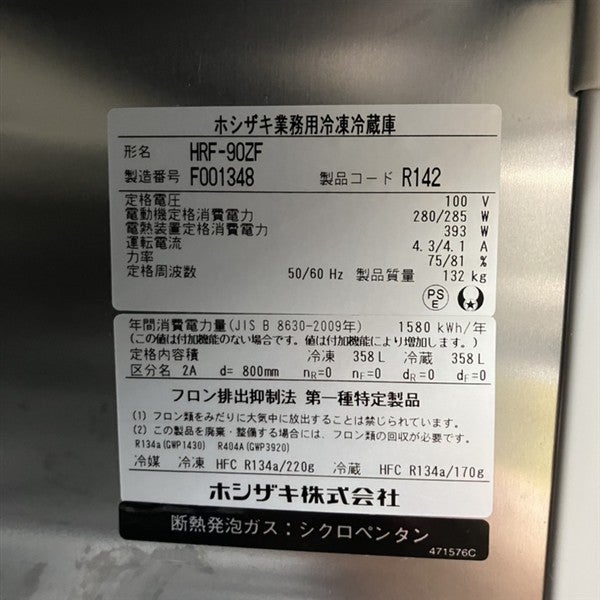 ホシザキ業務用冷凍冷蔵庫
形名 HRF-90ZF
製造番号 F001348 製品コード R142
定格電圧 100 V
電動機定格消費電力 280/285 W
電熱装置定格消費電力 393 W
運転電流 4.3/4.1 A
力率 75/81 %
定格周波数 50/60 Hz 製品質量 132 kg
PS
E
年間消費電力量(JIS B 8630-2009年) 1580 kWh/年
(この値は付加機能のない場合です。値は付加機能により増加します。)
定格内容積 冷凍 358L 冷蔵 358L
区分名 2A d= 800mm nR=0 nF=0 dR=0 dF=0
フロン排出抑制法 第一種特定製品
(1) フロン類をみだりに大気中に放出することは禁じられています。
(2) この製品を廃棄・整備する場合には、フロン類の回収が必要です。
R134a(GWP1430) R404A(GWP3920)
冷媒 冷凍 HFC R134a/220g 冷蔵 HFC R134a/170g
ホシザキ株式会社
断熱発泡ガス:シクロペンタン
471576C